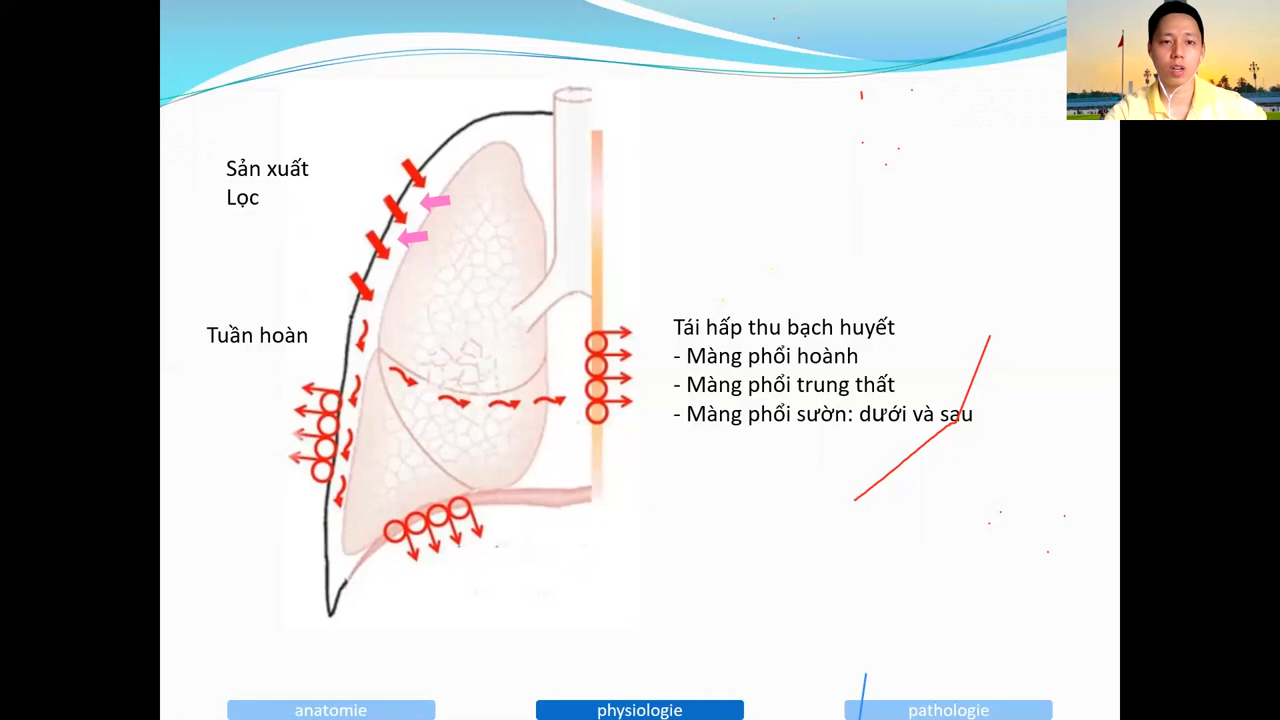 Sản xuất
Lọc
Tuần hoàn
Tái hấp thu bạch huyết
- Màng phổi hoành
- Màng phổi trung thất
- Màng phổi sườn: dưới và sau
anatomie
physiologie
pathologie